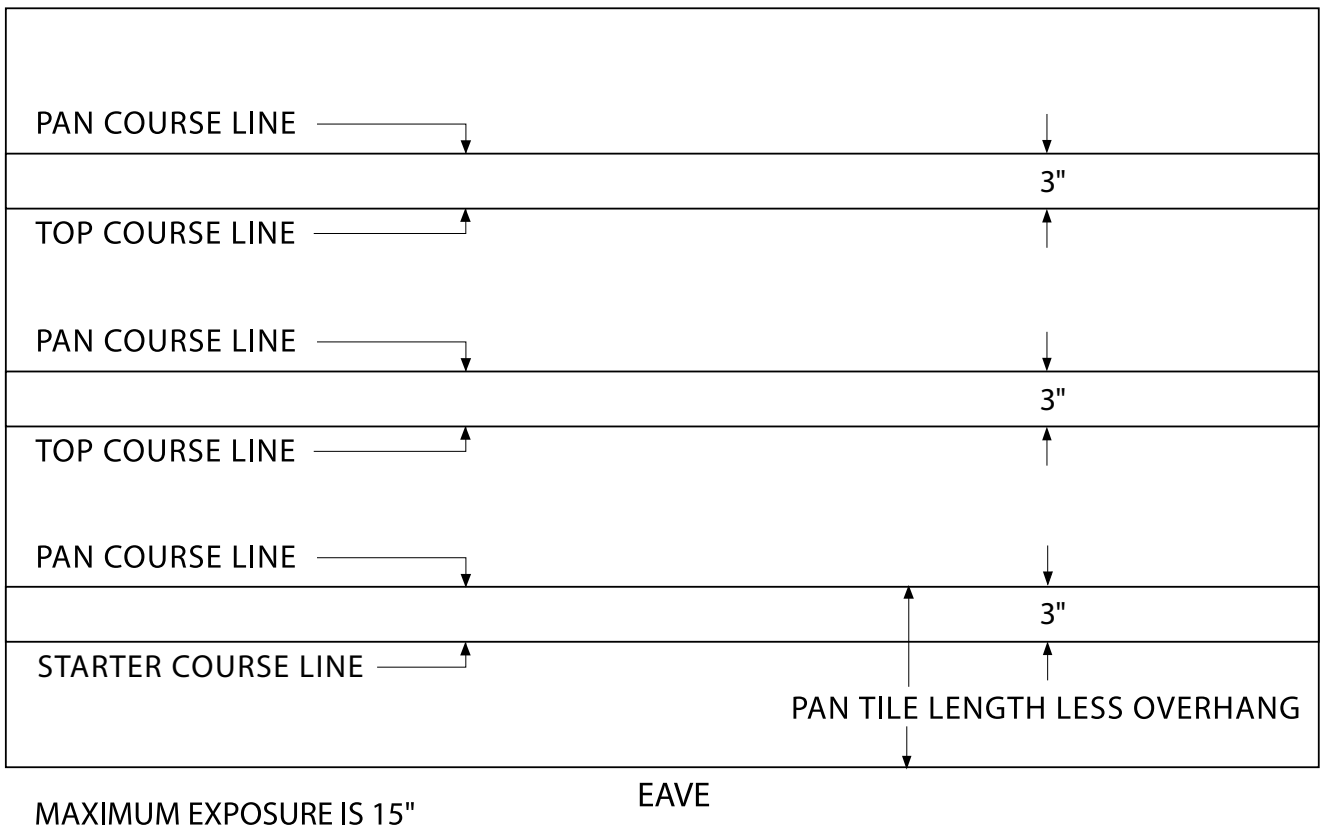 PAN COURSE LINE
3"
TOP COURSE LINE
PAN COURSE LINE
3"
TOP COURSE LINE
PAN COURSE LINE
3"
STARTER COURSE LINE
PAN TILE LENGTH LESS OVERHANG
EAVE
MAXIMUM EXPOSURE IS 15"